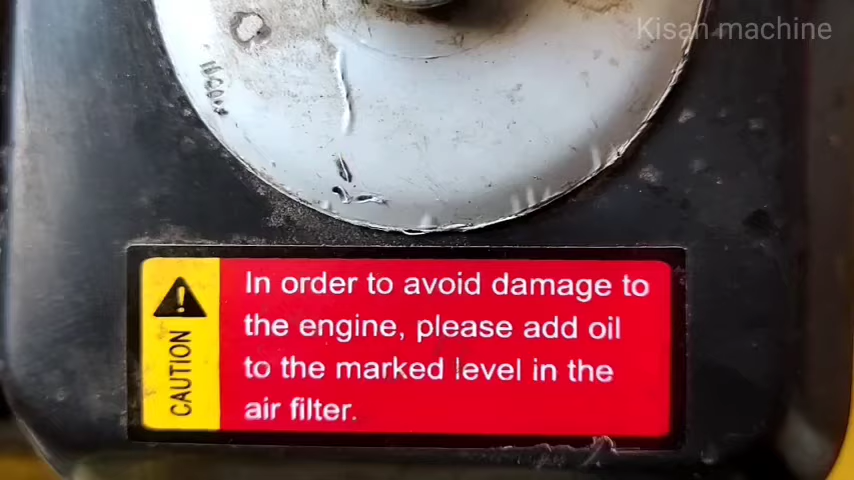 Kisan machine
In order to avoid damage to
the engine, please add oil
to the marked level in the
air filter.
CAUTION